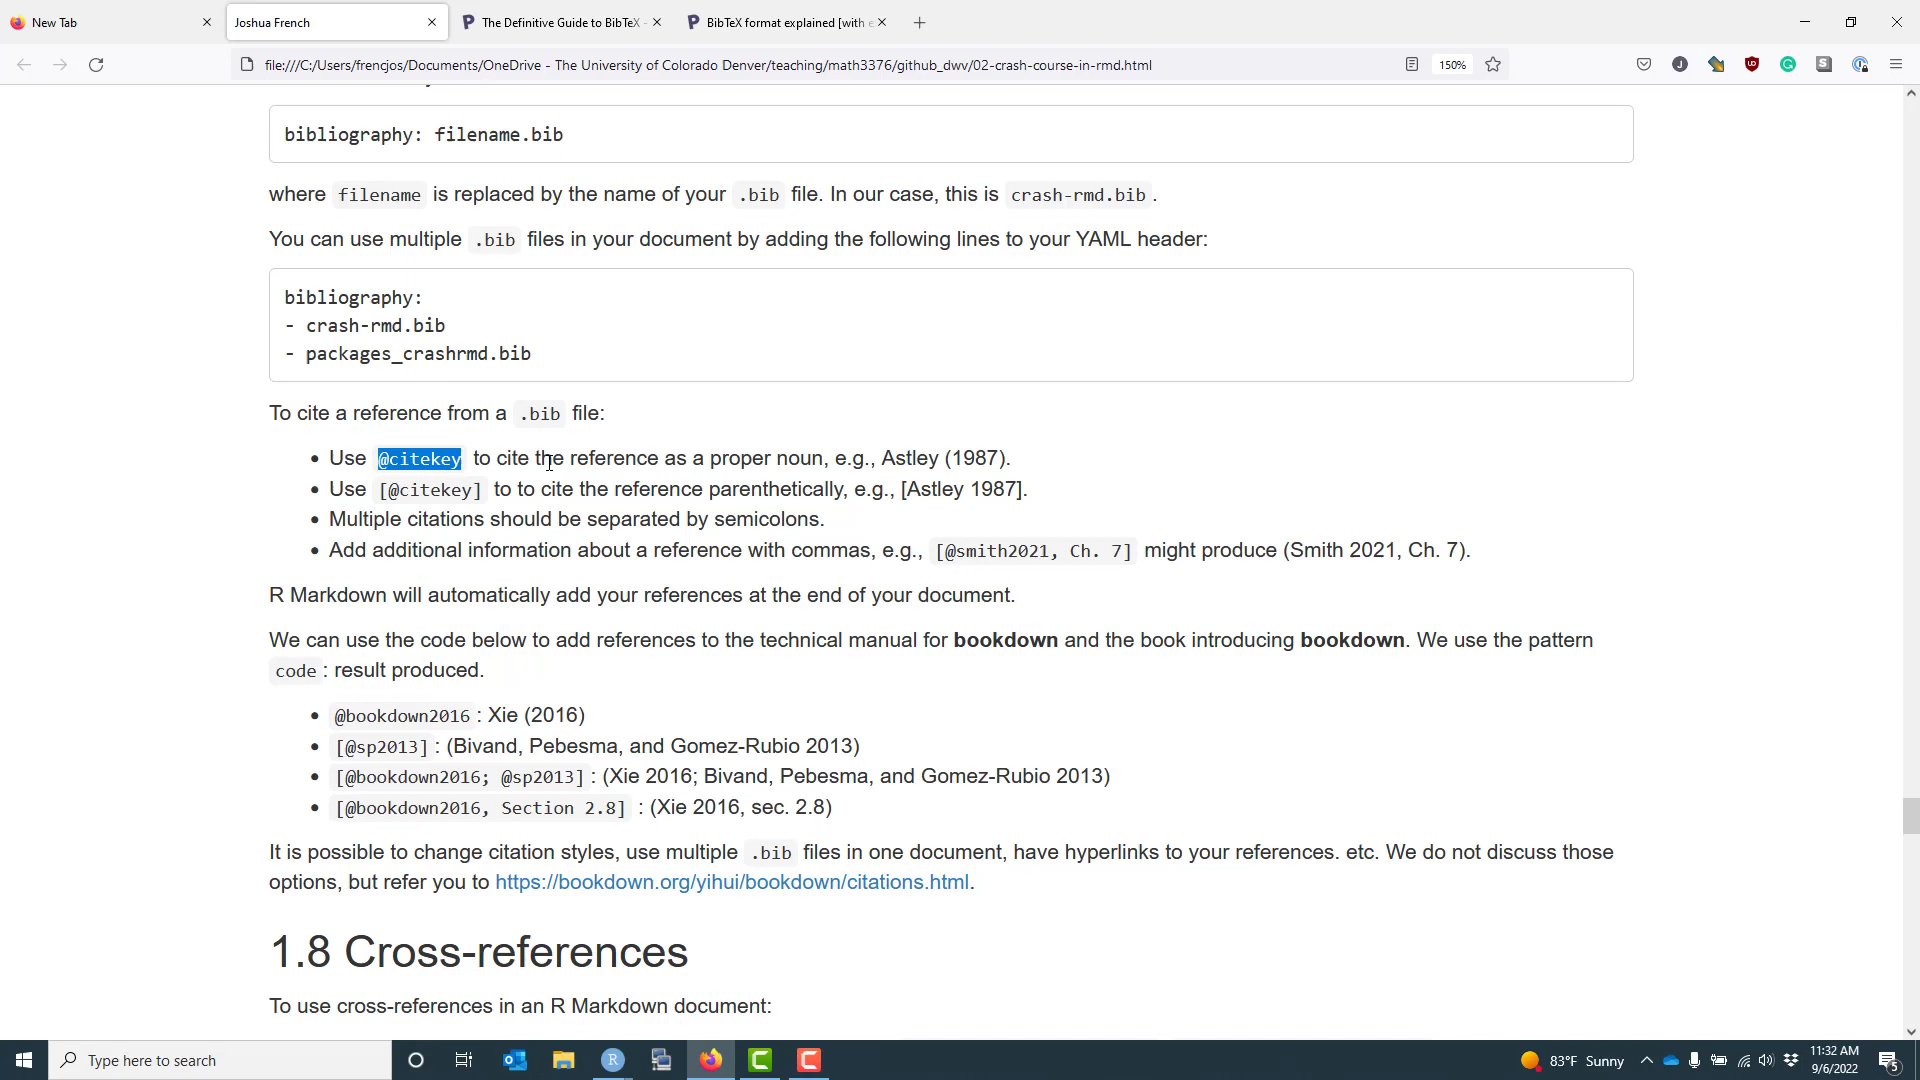 New Tab
Joshua French
The Definitive Guide to BibTeX -
BibTeX format explained [with e
file:///C:/Users/frencjos/Documents/OneDrive - The University of Colorado Denver/teaching/math3376/github_dwv/02-crash-course-in-rmd.html
150%
bibliography: filename.bib
where filename is replaced by the name of your .bib file. In our case, this is crash-rmd.bib.
You can use multiple .bib files in your document by adding the following lines to your YAML header:
bibliography:
- crash-rmd.bib
- packages_crashrmd.bib
To cite a reference from a .bib file:
• Use @citekey to cite the reference as a proper noun, e.g., Astley (1987).
• Use [@citekey] to to cite the reference parenthetically, e.g., [Astley 1987].
• Multiple citations should be separated by semicolons.
• Add additional information about a reference with commas, e.g., [@smith2021, Ch. 7] might produce (Smith 2021, Ch. 7).
R Markdown will automatically add your references at the end of your document.
We can use the code below to add references to the technical manual for bookdown and the book introducing bookdown. We use the pattern
code : result produced.
• @bookdown2016 : Xie (2016)
• [@sp2013] : (Bivand, Pebesma, and Gomez-Rubio 2013)
• [@bookdown2016; @sp2013] : (Xie 2016; Bivand, Pebesma, and Gomez-Rubio 2013)
• [@bookdown2016, Section 2.8] : (Xie 2016, sec. 2.8)
It is possible to change citation styles, use multiple .bib files in one document, have hyperlinks to your references. etc. We do not discuss those
options, but refer you to https://bookdown.org/yihui/bookdown/citations.html.
1.8 Cross-references
To use cross-references in an R Markdown document:
Type here to search
83°F Sunny
11:32 AM
9/6/2022
5